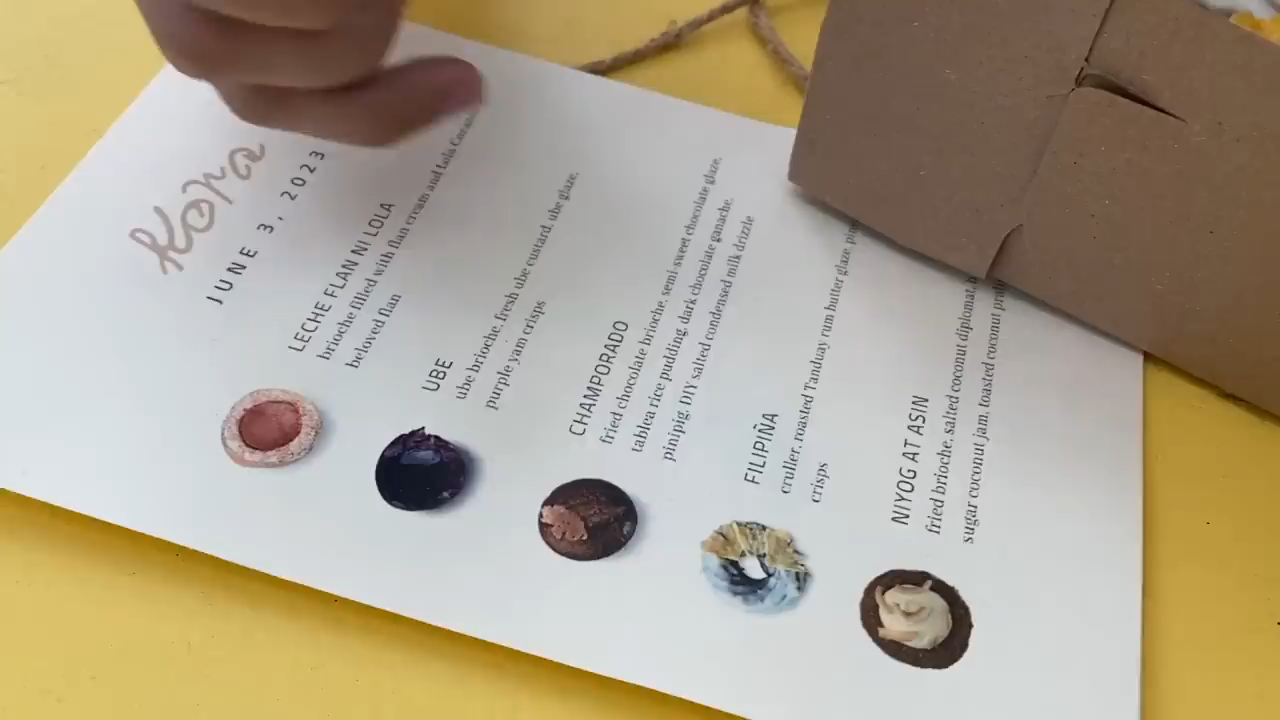 Kora
JUNE 3, 2023
LECHE FLAN NI LOLA
brioche filled with flan cream and Lola
beloved flan
UBE
ube brioche, fresh ube custard, ube glaze,
purple yam crisps
CHAMPORADO
fried chocolate brioche, semi-sweet chocolate glaze,
tablea rice pudding, dark chocolate ganache,
pinipig, DIY salted condensed milk drizzle
FILIPIÑA
cruller, roasted Tanduay rum butter glaze,
crisps
NIYOG AT ASIN
fried brioche, salted coconut diplomat,
sugar coconut jam, toasted coconut